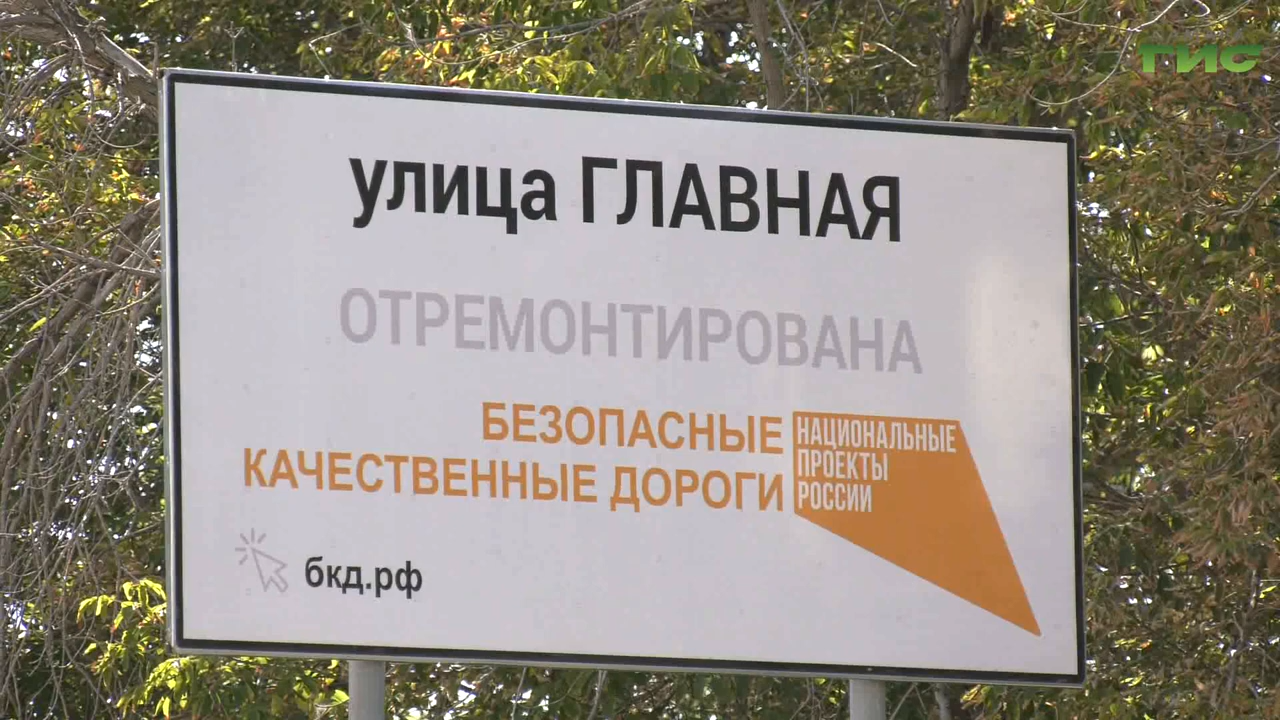 ГИС
улица ГЛАВНАЯ
ОТРЕМОНТИРОВАНА
БЕЗОПАСНЫЕ
КАЧЕСТВЕННЫЕ ДОРОГИ
НАЦИОНАЛЬНЫЕ
ПРОЕКТЫ
РОССИИ
бкд.рф